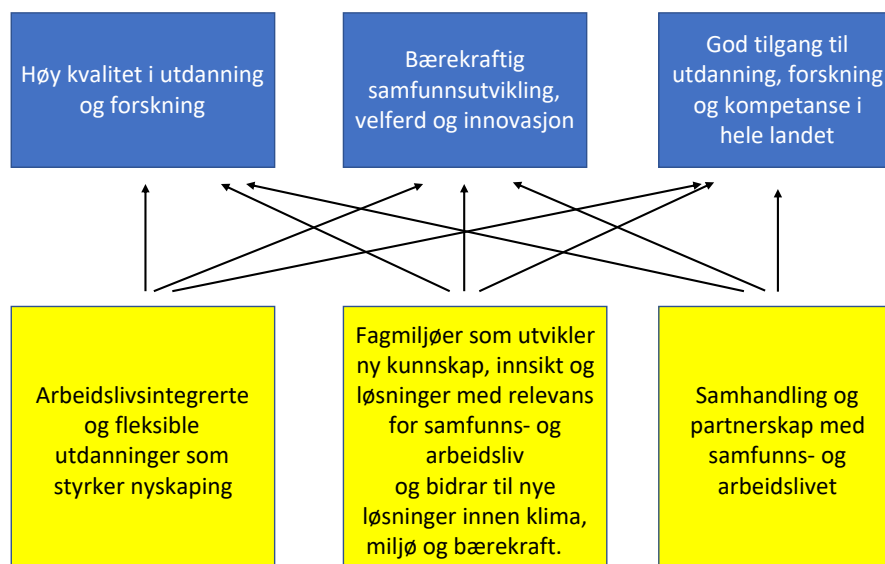 Høy kvalitet i utdanning
og forskning
Bærekraftig
samfunnsutvikling,
velferd og innovasjon
God tilgang til
utdanning, forskning
og kompetanse i
hele landet
Arbeidslivsintegrerte
og fleksible
utdanninger som
styrker nyskaping
Fagmiljøer som utvikler
ny kunnskap, innsikt og
løsninger med relevans
for samfunns- og
arbeidsliv
og bidrar til nye
løsninger innen klima,
miljø og bærekraft.
Samhandling og
partnerskap med
samfunns- og
arbeidslivet